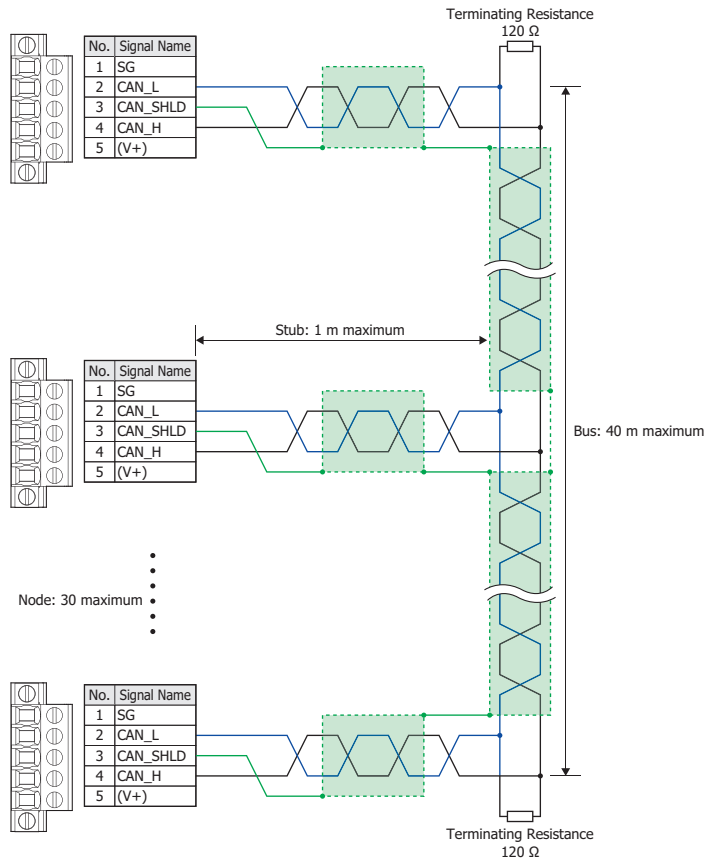 Terminating Resistance
120 Ω
No. Signal Name
1 SG
2 CAN_L
3 CAN_SHLD
4 CAN_H
5 (V+)
Stub: 1 m maximum
No. Signal Name
1 SG
2 CAN_L
3 CAN_SHLD
4 CAN_H
5 (V+)
Bus: 40 m maximum
Node: 30 maximum
No. Signal Name
1 SG
2 CAN_L
3 CAN_SHLD
4 CAN_H
5 (V+)
Terminating Resistance
120 Ω